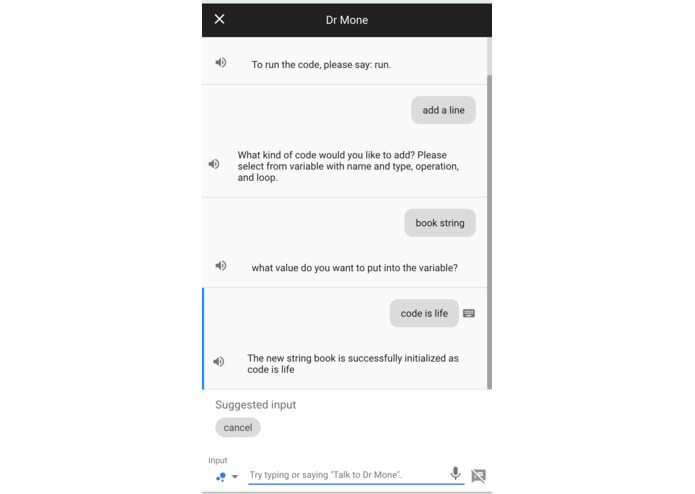 Dr Mone
To run the code, please say: run.
add a line
What kind of code would you like to add? Please
select from variable with name and type, operation,
and loop.
book string
what value do you want to put into the variable?
code is life
The new string book is successfully initialized as
code is life
Suggested input
cancel
Input
Try typing or saying "Talk to Dr Mone".